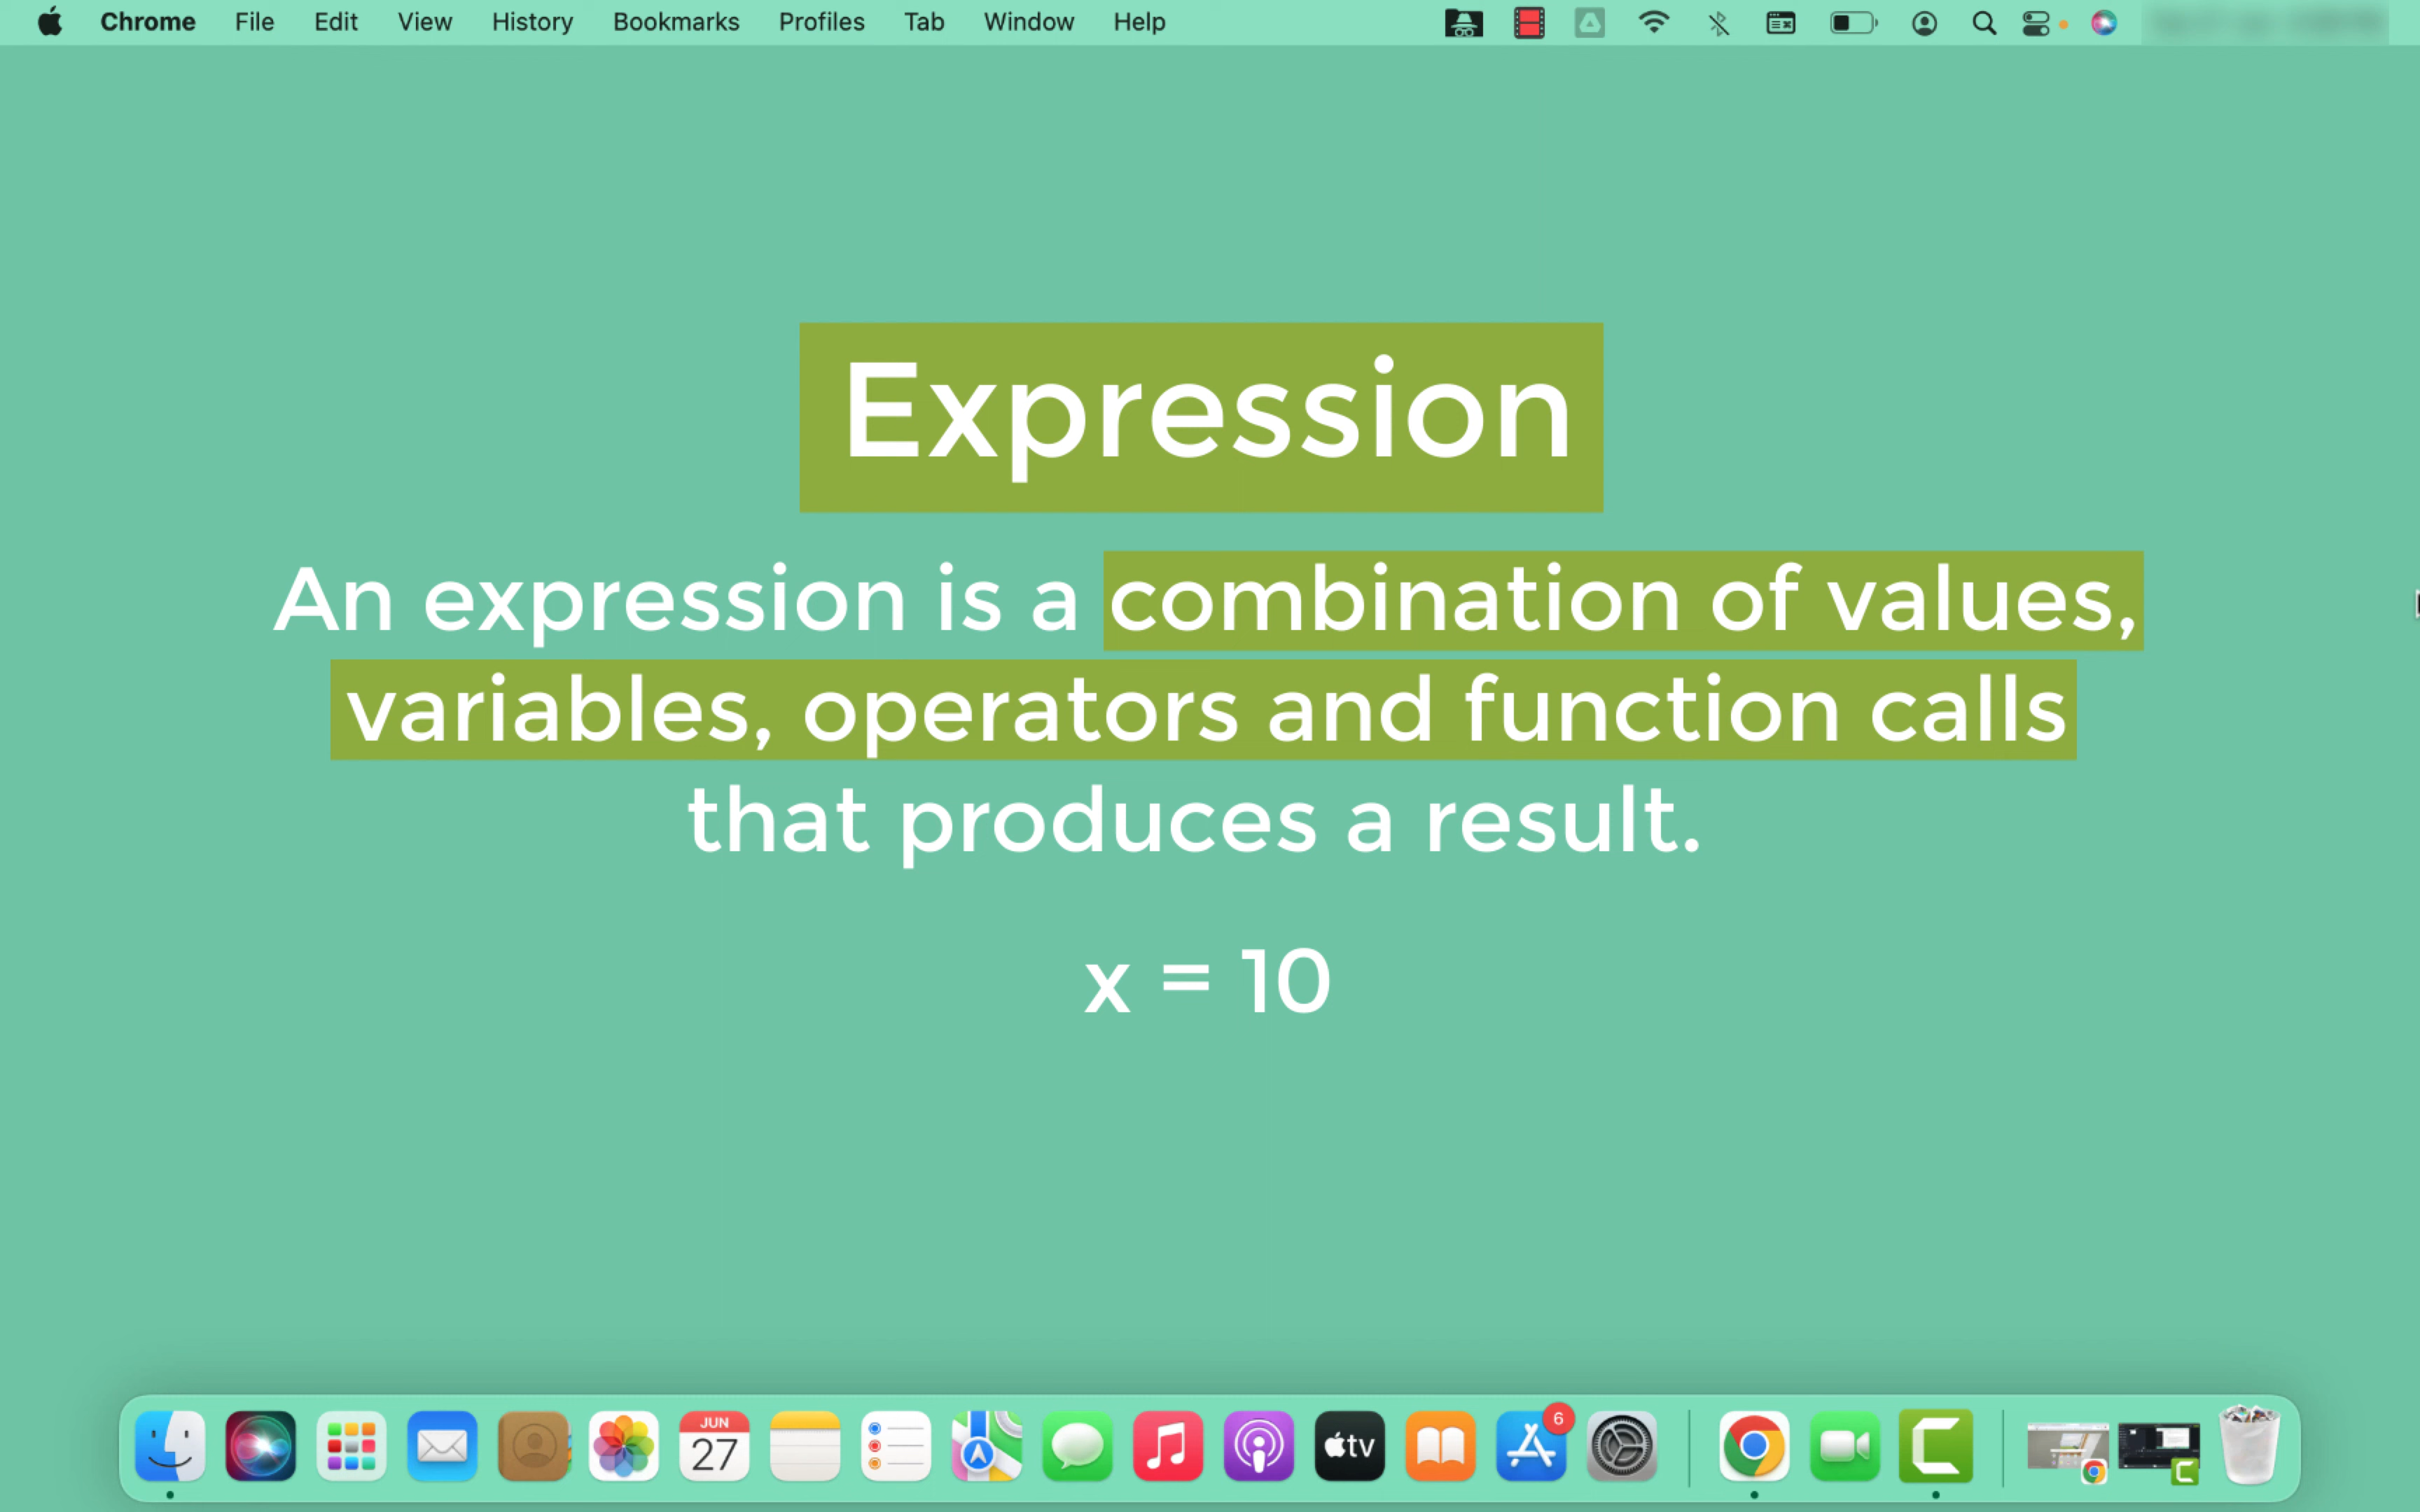 Chrome File Edit View History Bookmarks Profiles Tab Window Help
Expression
An expression is a combination of values,
variables, operators and function calls
that produces a result.
x = 10
JUN
27
tv
6